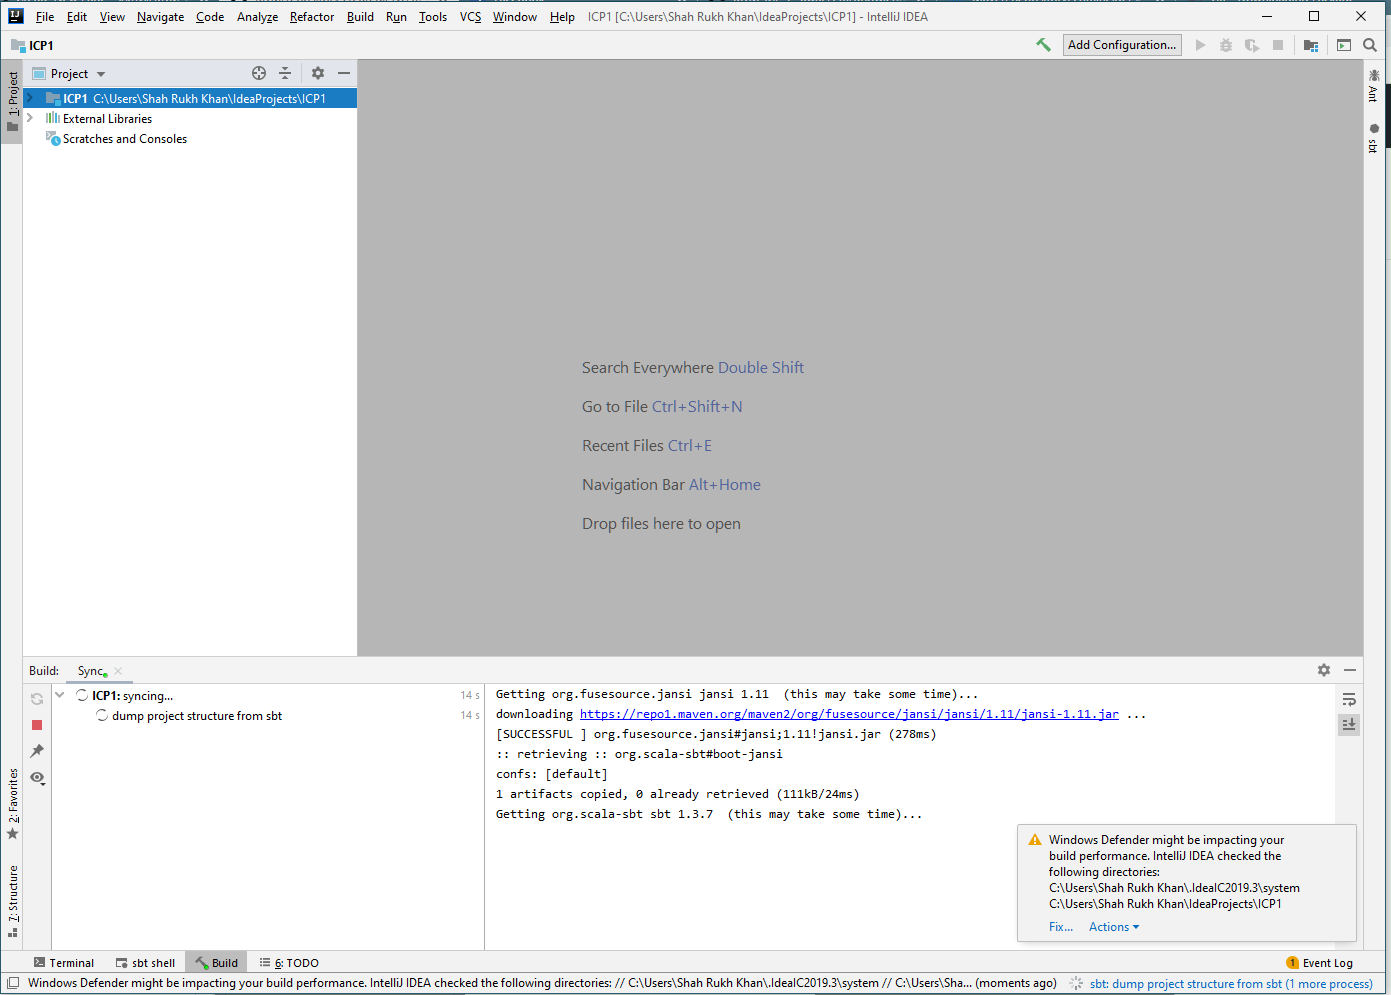 File Edit View Navigate Code Analyze Refactor Build Run Tools VCS Window Help ICP1 [C:\Users\Shah Rukh Khan\IdeaProjects\ICP1] - IntelliJ IDEA
ICP1
Add Configuration...
Project
ICP1 C:\Users\Shah Rukh Khan\IdeaProjects\ICP1
External Libraries
Scratches and Consoles
1: Project
Ant
sbt
Search Everywhere Double Shift
Go to File Ctrl+Shift+N
Recent Files Ctrl+E
Navigation Bar Alt+Home
Drop files here to open
Build: Sync
ICP1: syncing... 14 s
dump project structure from sbt 14 s
Getting org.fusesource.jansi jansi 1.11 (this may take some time)...
downloading https://repo1.maven.org/maven2/org/fusesource/jansi/jansi/1.11/jansi-1.11.jar ...
[SUCCESSFUL ] org.fusesource.jansi#jansi;1.11!jansi.jar (278ms)
:: retrieving :: org.scala-sbt#boot-jansi
confs: [default]
1 artifacts copied, 0 already retrieved (111kB/24ms)
Getting org.scala-sbt sbt 1.3.7 (this may take some time)...
2: Favorites
7: Structure
Windows Defender might be impacting your
build performance. IntelliJ IDEA checked the
following directories:
C:\Users\Shah Rukh Khan\.IdeaIC2019.3\system
C:\Users\Shah Rukh Khan\IdeaProjects\ICP1
Fix... Actions
Terminal sbt shell Build 6: TODO 1 Event Log
Windows Defender might be impacting your build performance. IntelliJ IDEA checked the following directories: // C:\Users\Shah Rukh Khan\.IdeaIC2019.3\system // C:\Users\Sha... (moments ago) sbt: dump project structure from sbt (1 more process)